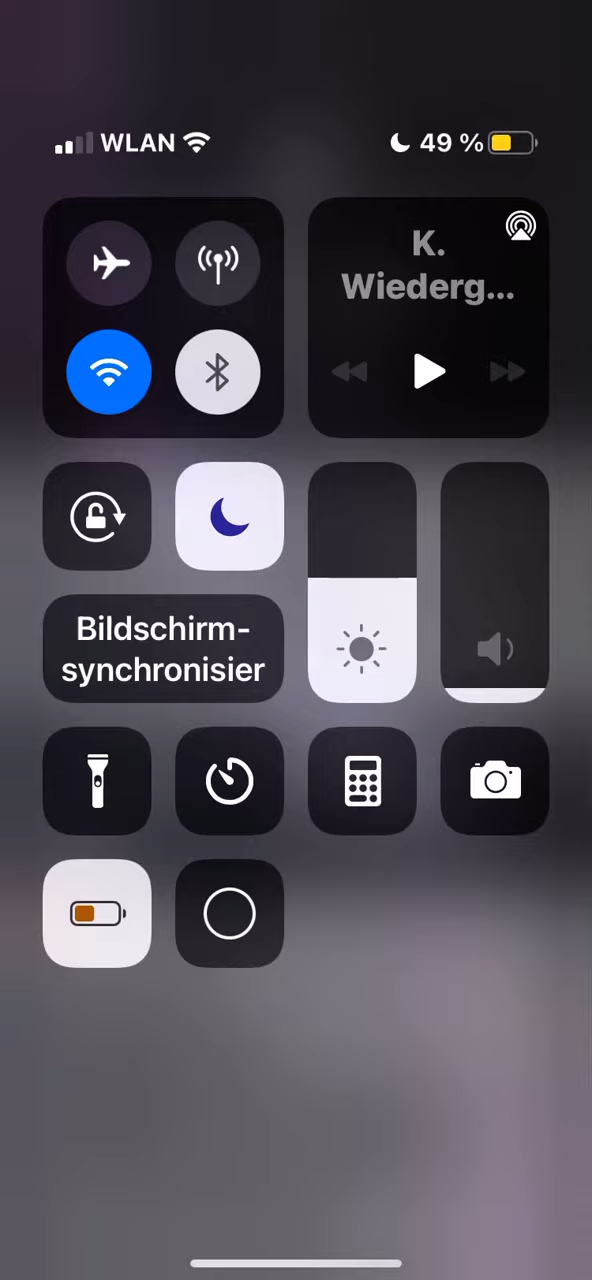 WLAN 49 %
K.
Wiederg...
Bildschirm-
synchronisier